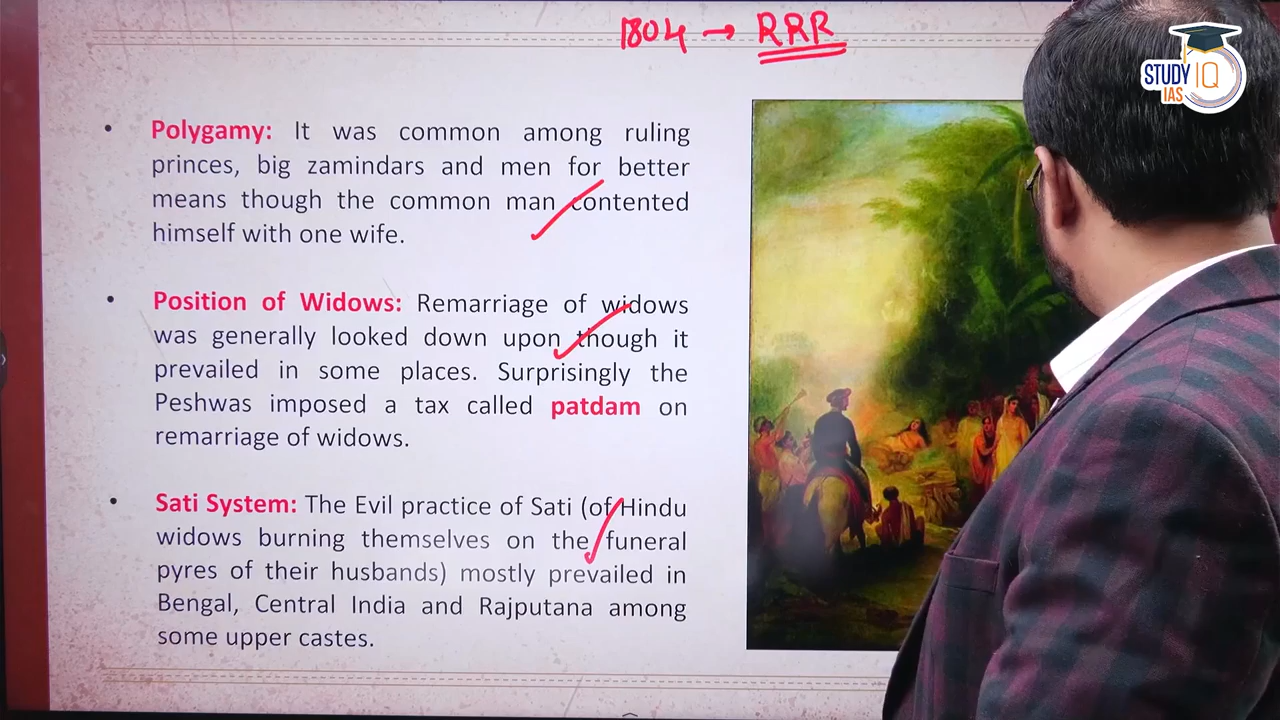 1804 → RRR
STUDY IQ
IAS
• Polygamy: It was common among ruling
princes, big zamindars and men for better
means though the common man contented
himself with one wife.
• Position of Widows: Remarriage of widows
was generally looked down upon though it
prevailed in some places. Surprisingly the
Peshwas imposed a tax called patdam on
remarriage of widows.
• Sati System: The Evil practice of Sati (of Hindu
widows burning themselves on the funeral
pyres of their husbands) mostly prevailed in
Bengal, Central India and Rajputana among
some upper castes.